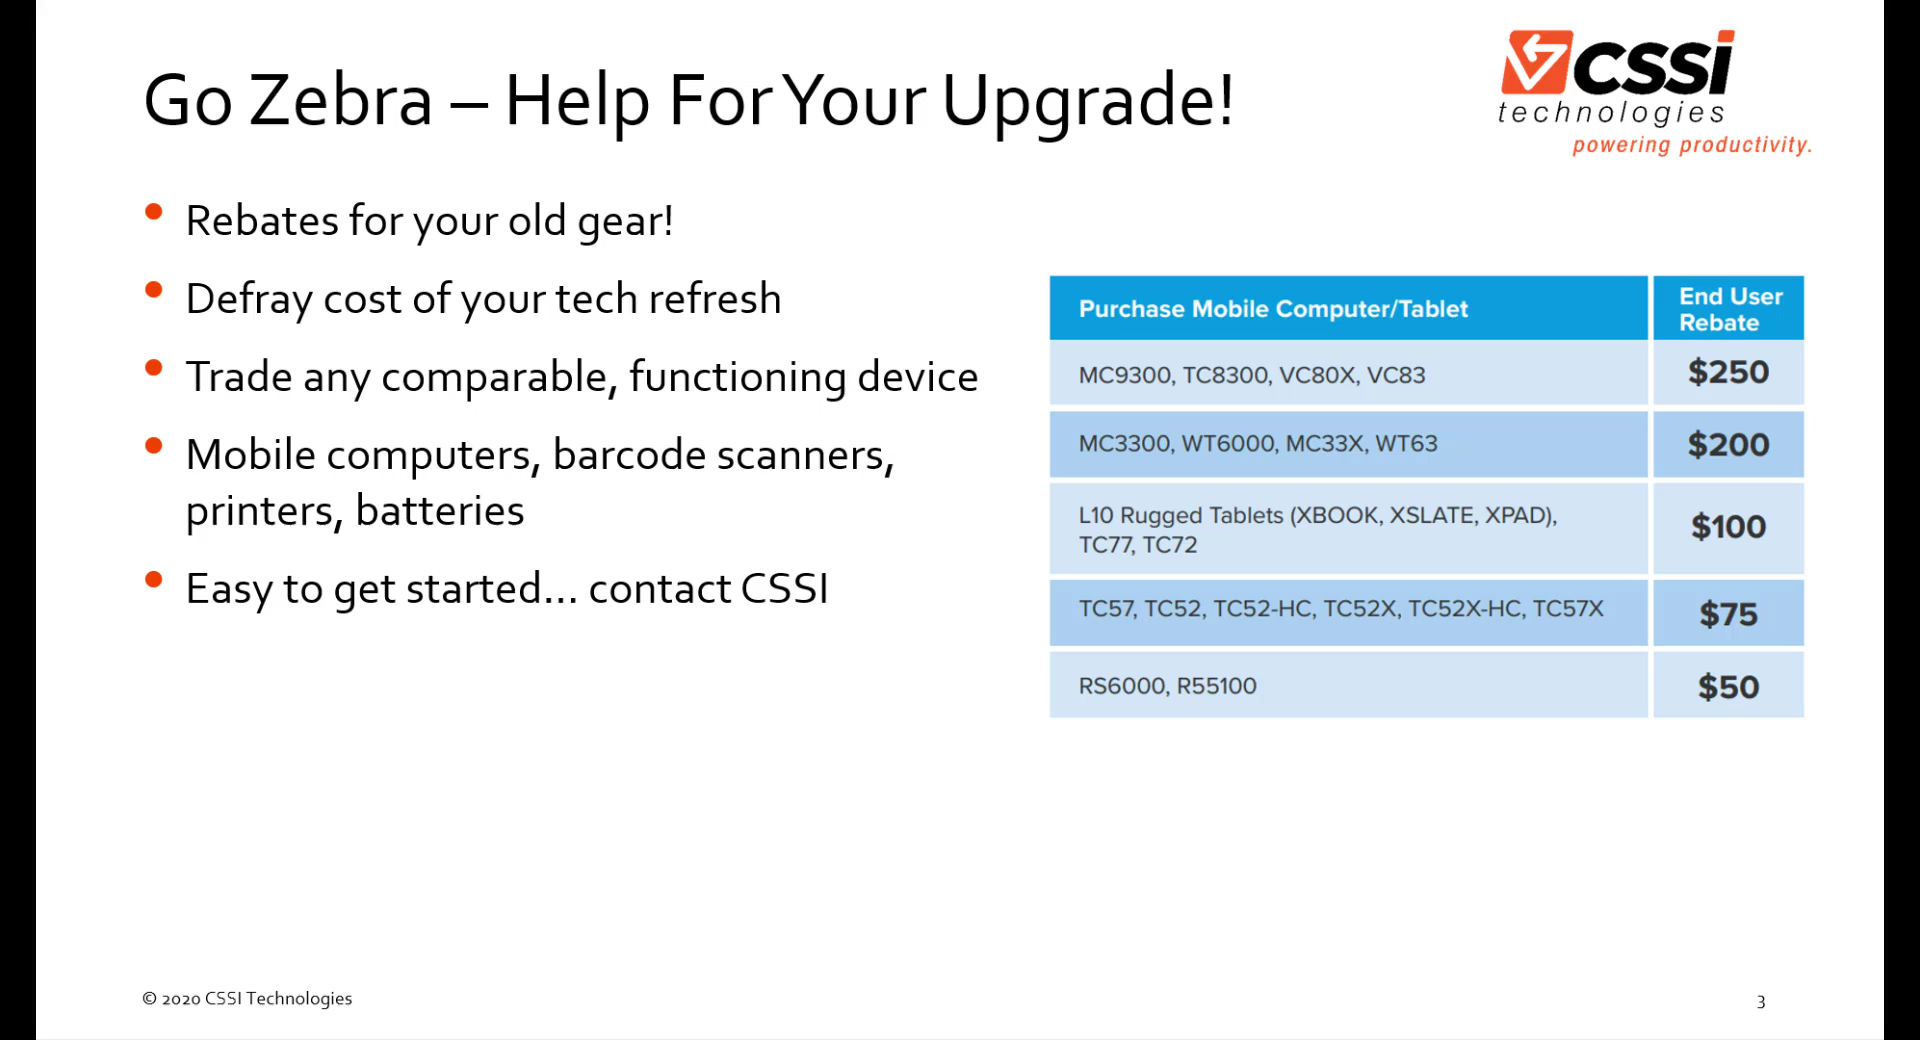 Go Zebra – Help For Your Upgrade!
cssi
technologies
powering productivity.
• Rebates for your old gear!
• Defray cost of your tech refresh
• Trade any comparable, functioning device
• Mobile computers, barcode scanners,
printers, batteries
• Easy to get started... contact CSSI
Purchase Mobile Computer/Tablet
End User
Rebate
MC9300, TC8300, VC80X, VC83
$250
MC3300, WT6000, MC33X, WT63
$200
L10 Rugged Tablets (XBOOK, XSLATE, XPAD),
TC77, TC72
$100
TC57, TC52, TC52-HC, TC52X, TC52X-HC, TC57X
$75
RS6000, R55100
$50
© 2020 CSSI Technologies
3